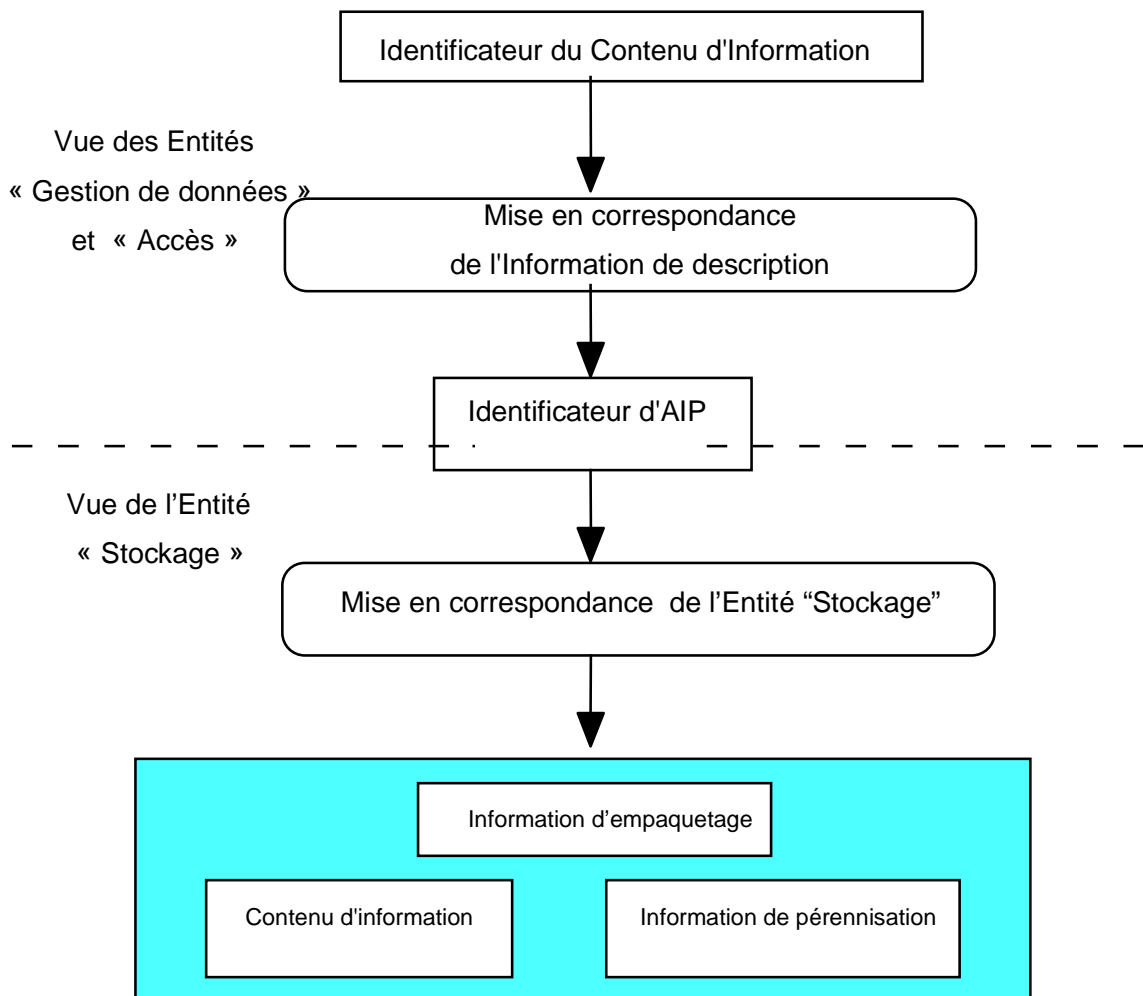 Identificateur du Contenu d'Information
Vue des Entités
« Gestion de données »
et « Accès »
Mise en correspondance
de l'Information de description
Identificateur d'AIP
Vue de l’Entité
« Stockage »
Mise en correspondance de l’Entité “Stockage”
Information d’empaquetage
Contenu d'information
Information de pérennisation